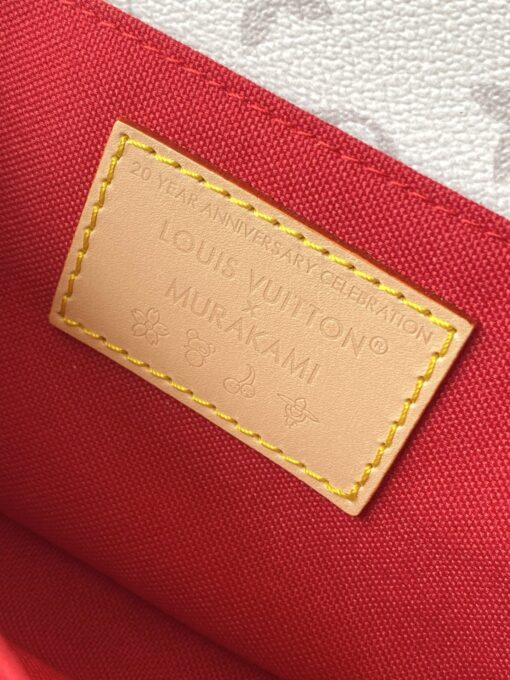 20 YEAR ANNIVERSARY CELEBRATION
LOUIS VUITTON®
×
MURAKAMI